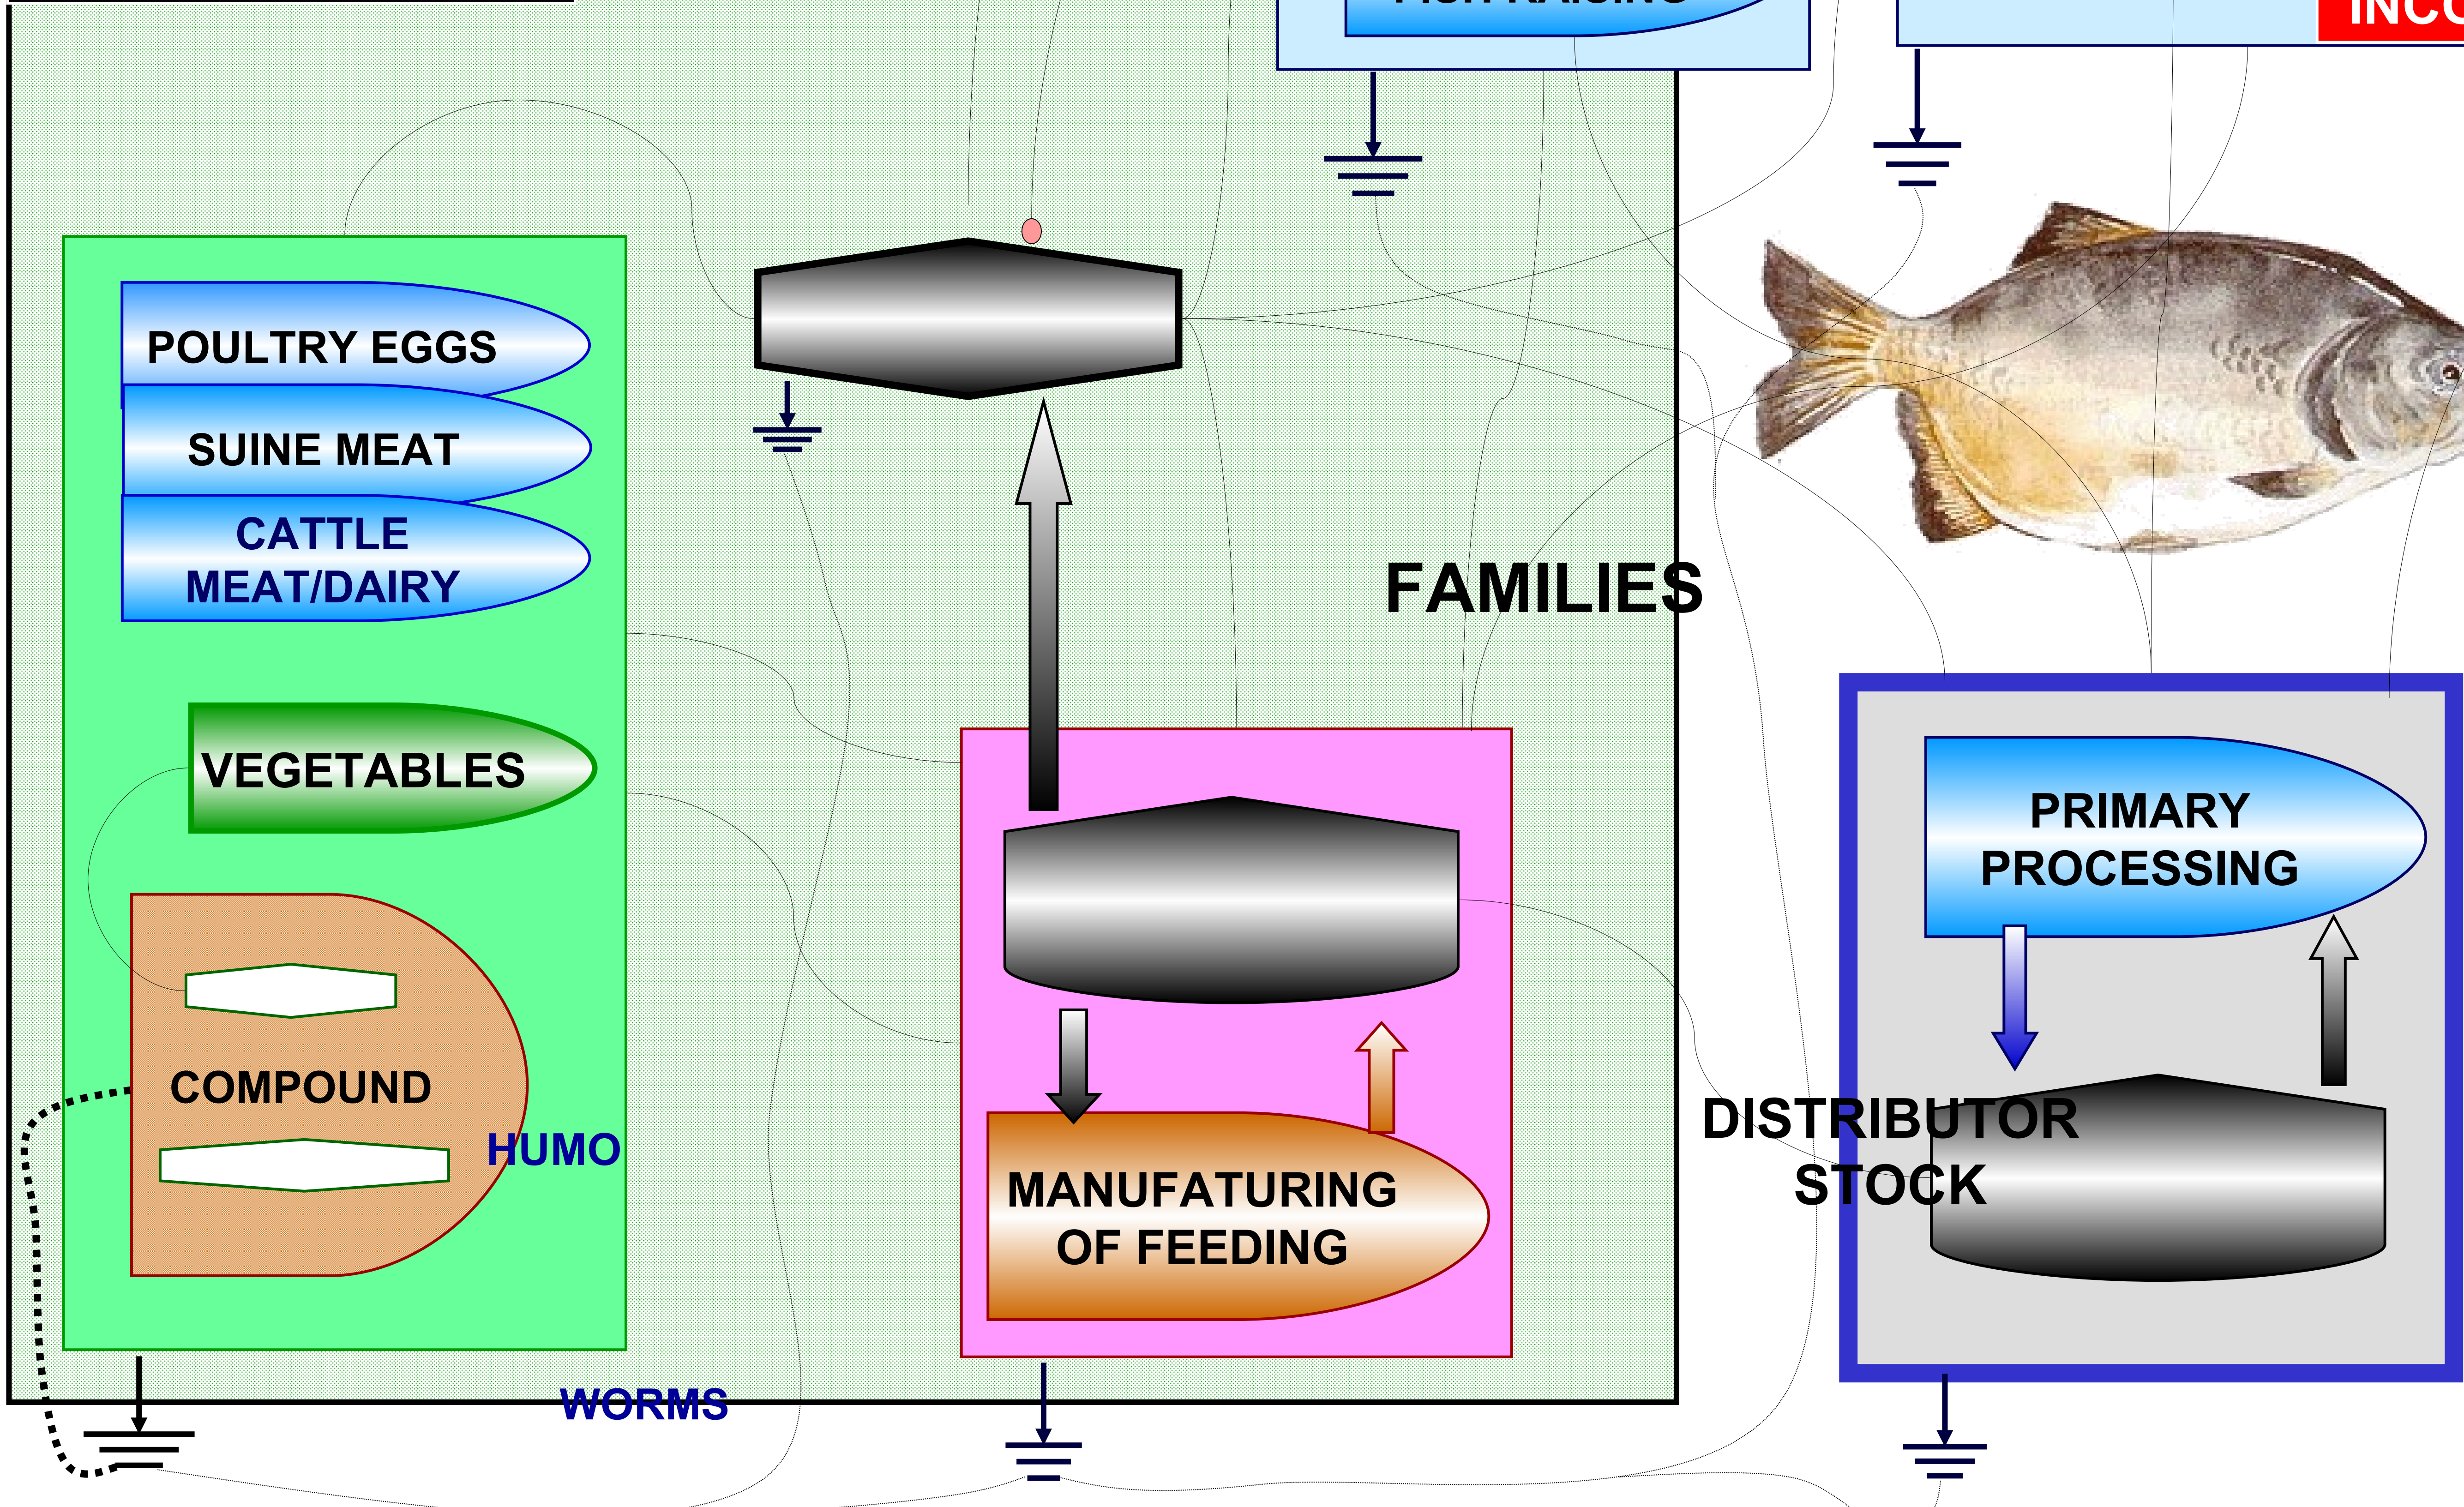 POULTRY EGGS
SUINE MEAT
CATTLE
MEAT/DAIRY
FAMILIES
VEGETABLES
PRIMARY
PROCESSING
COMPOUND
HUMO
DISTRIBUTOR
STOCK
MANUFATURING
OF FEEDING
WORMS